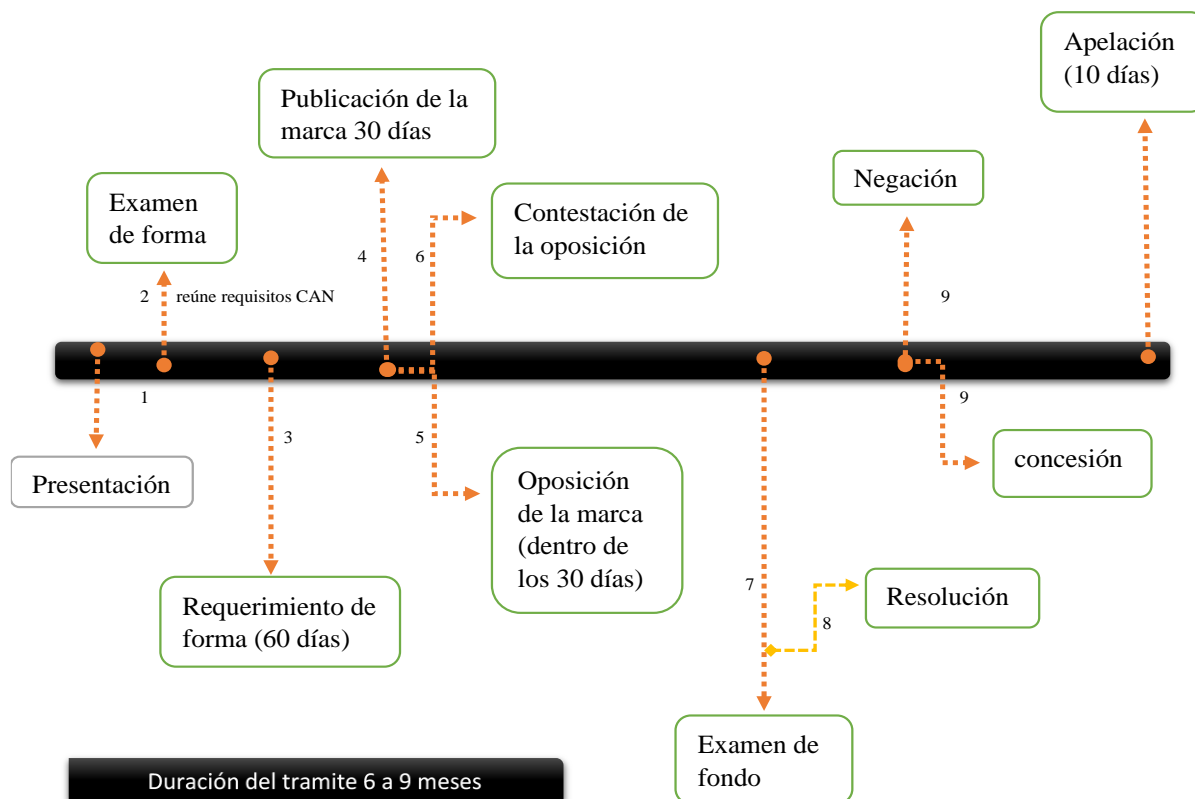 Apelación
(10 días)
Publicación de la
marca 30 días
Negación
Examen
de forma
Contestación de
la oposición
4
6
2
reúne requisitos CAN
9
1
3
5
9
Presentación
concesión
Oposición
de la marca
(dentro de
los 30 días)
Requerimiento de
forma (60 días)
7
8
Resolución
Examen de
fondo
Duración del tramite 6 a 9 meses